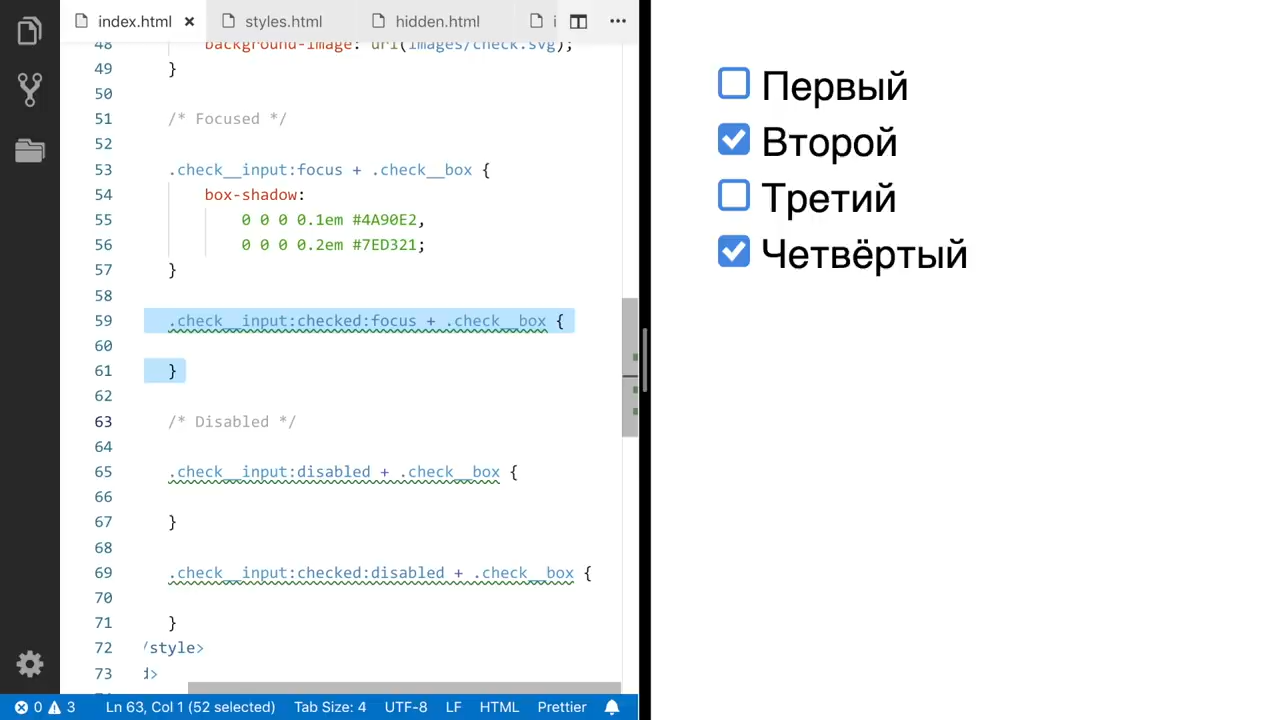 index.html
styles.html
hidden.html
48 background-image: url(images/check.svg);
49 }
50
51 /* Focused */
52
53 .check__input:focus + .check__box {
54 box-shadow:
55 0 0 0 0.1em #4A90E2,
56 0 0 0 0.2em #7ED321;
57 }
58
59 .check__input:checked:focus + .check__box {
60
61 }
62
63 /* Disabled */
64
65 .check__input:disabled + .check__box {
66
67 }
68
69 .check__input:checked:disabled + .check__box {
70
71 }
72 /style>
73 d>
0 3 Ln 63, Col 1 (52 selected) Tab Size: 4 UTF-8 LF HTML Prettier
Первый
Второй
Третий
Четвёртый